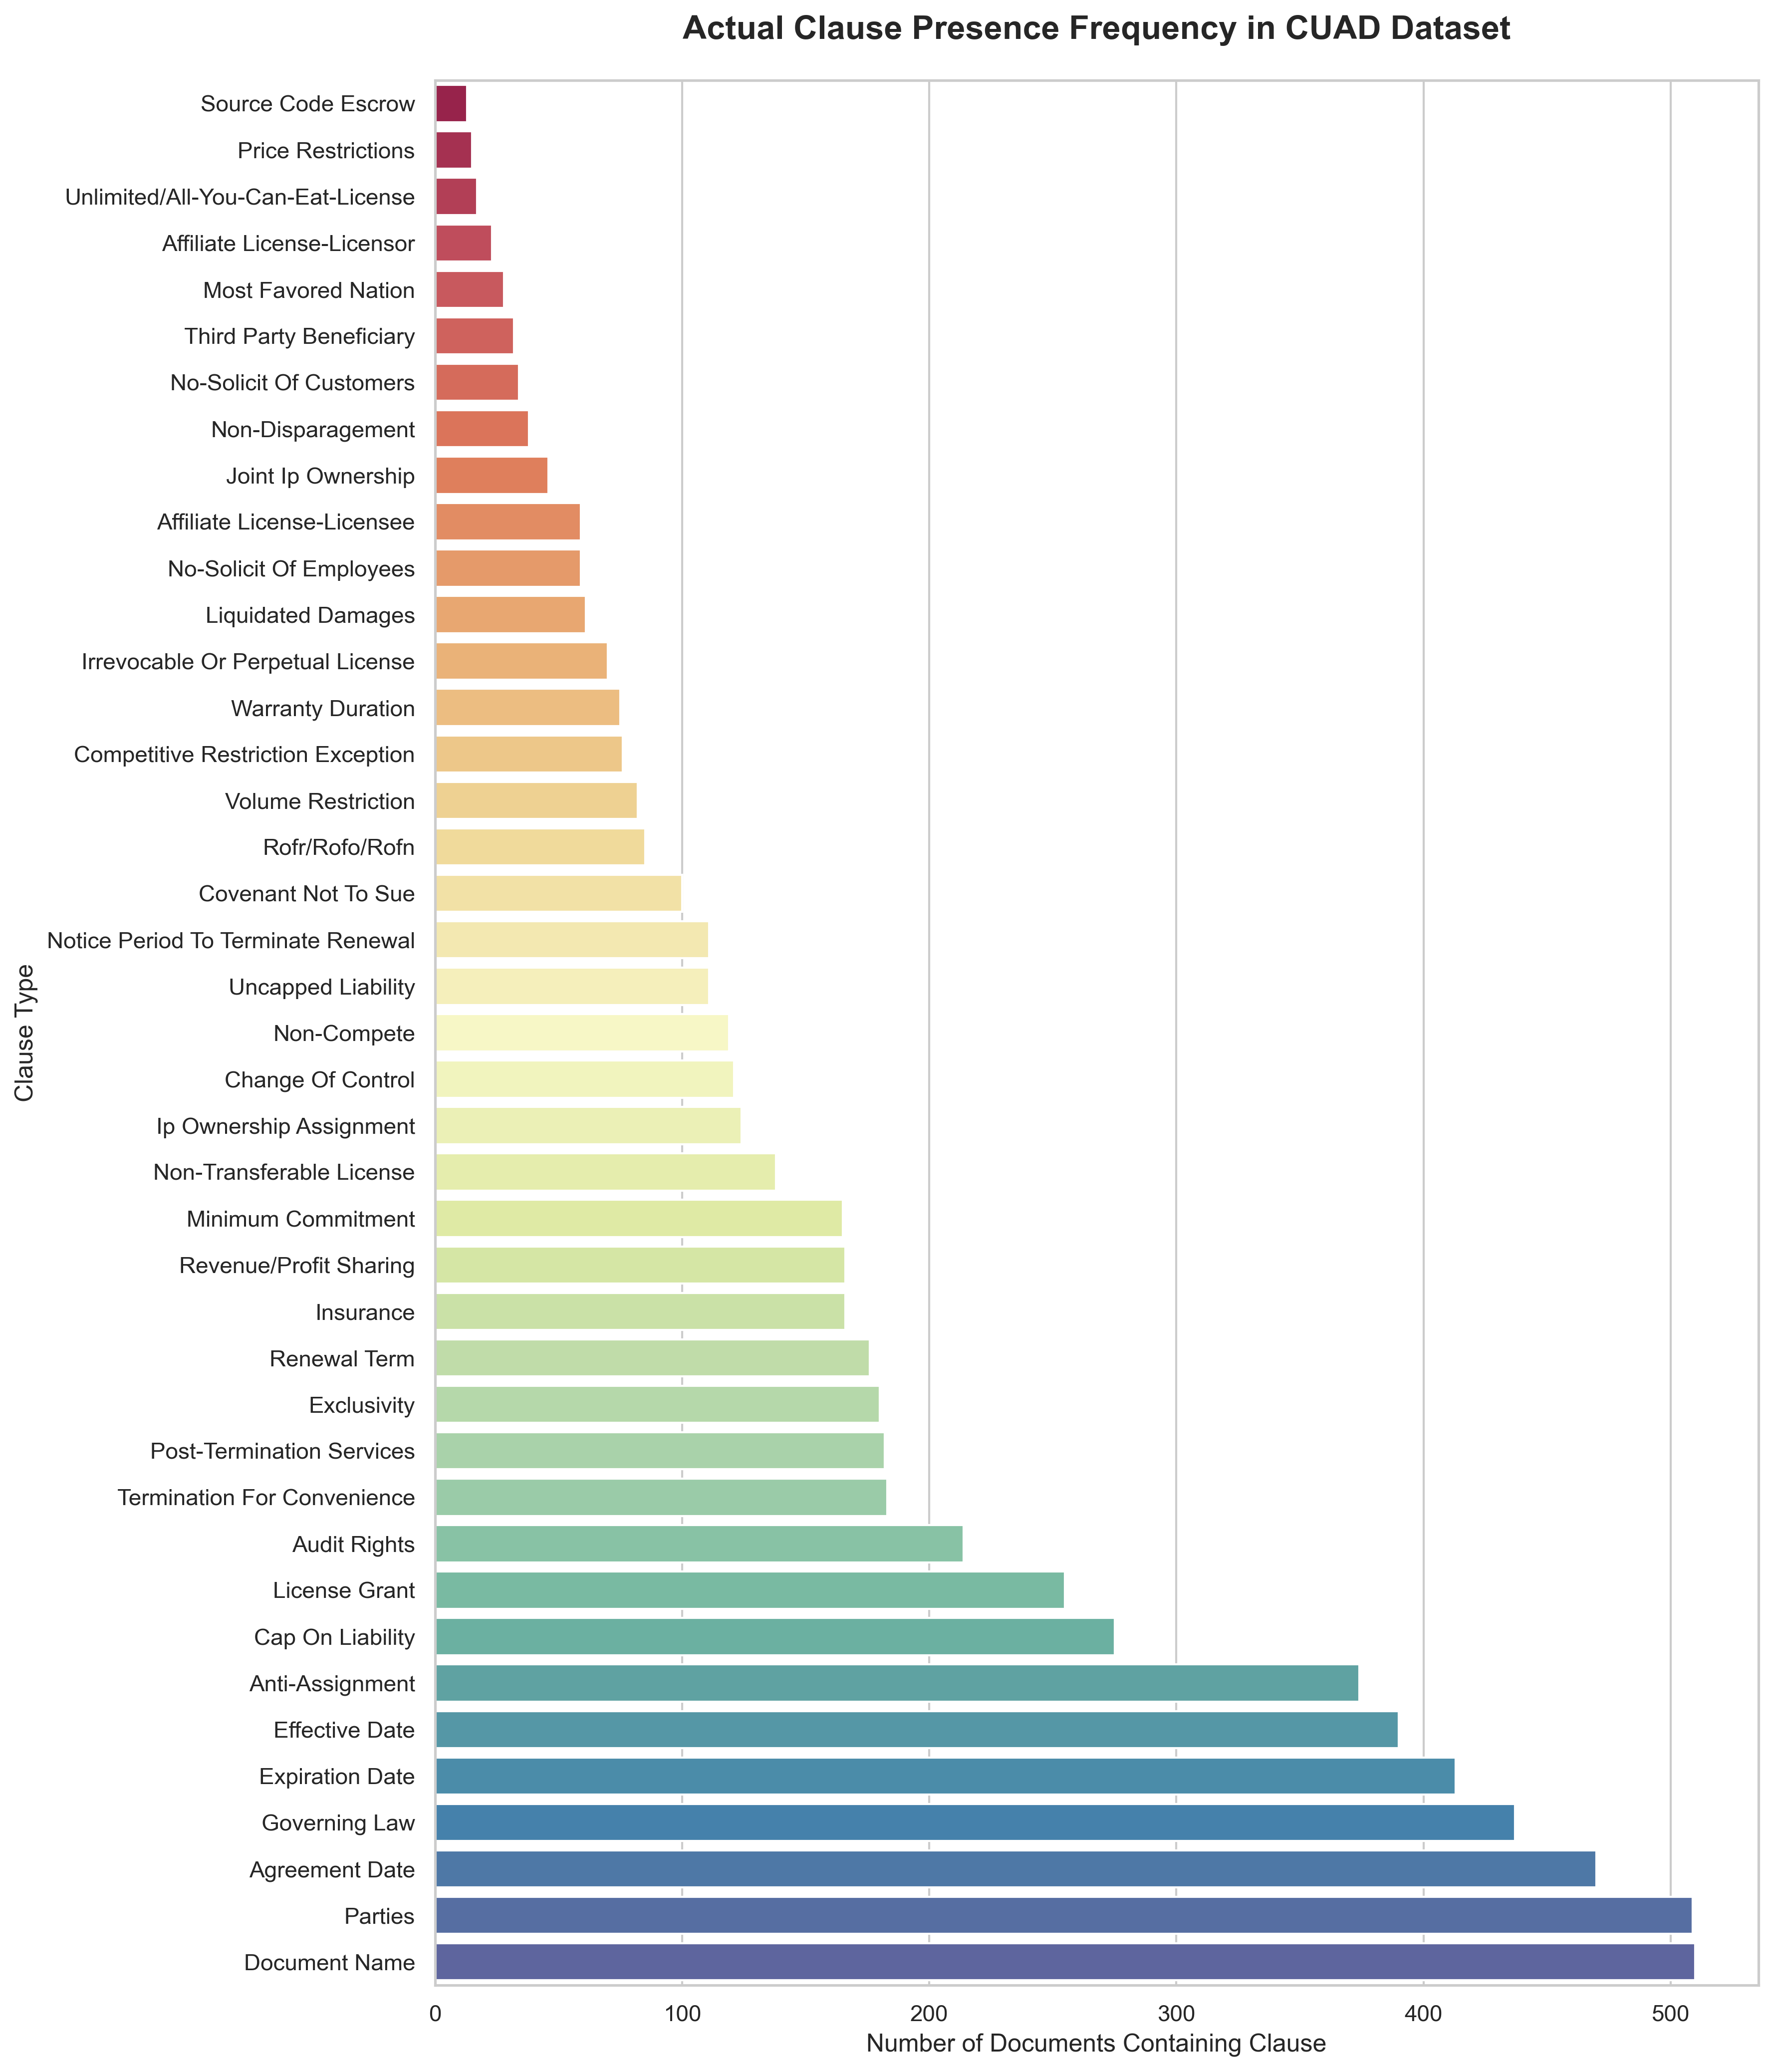 Actual Clause Presence Frequency in CUAD Dataset
Source Code Escrow
Price Restrictions
Unlimited/All-You-Can-Eat-License
Affiliate License-Licensor
Most Favored Nation
Third Party Beneficiary
No-Solicit Of Customers
Non-Disparagement
Joint Ip Ownership
Affiliate License-Licensee
No-Solicit Of Employees
Liquidated Damages
Irrevocable Or Perpetual License
Warranty Duration
Competitive Restriction Exception
Volume Restriction
Rofr/Rofo/Rofn
Covenant Not To Sue
Notice Period To Terminate Renewal
Uncapped Liability
Non-Compete
Change Of Control
Ip Ownership Assignment
Non-Transferable License
Minimum Commitment
Revenue/Profit Sharing
Insurance
Renewal Term
Exclusivity
Post-Termination Services
Termination For Convenience
Audit Rights
License Grant
Cap On Liability
Anti-Assignment
Effective Date
Expiration Date
Governing Law
Agreement Date
Parties
Document Name
Clause Type
0 100 200 300 400 500
Number of Documents Containing Clause